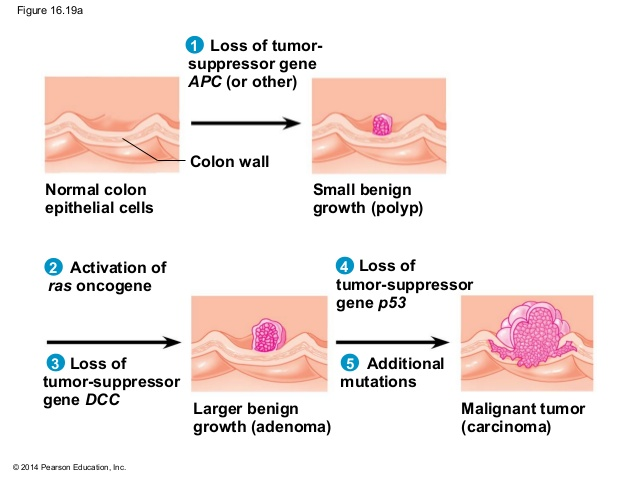 Figure 16.19a
1 Loss of tumor-
suppressor gene
APC (or other)
Colon wall
Normal colon
epithelial cells
Small benign
growth (polyp)
2 Activation of
ras oncogene
3 Loss of
tumor-suppressor
gene DCC
Larger benign
growth (adenoma)
4 Loss of
tumor-suppressor
gene p53
5 Additional
mutations
Malignant tumor
(carcinoma)
© 2014 Pearson Education, Inc.